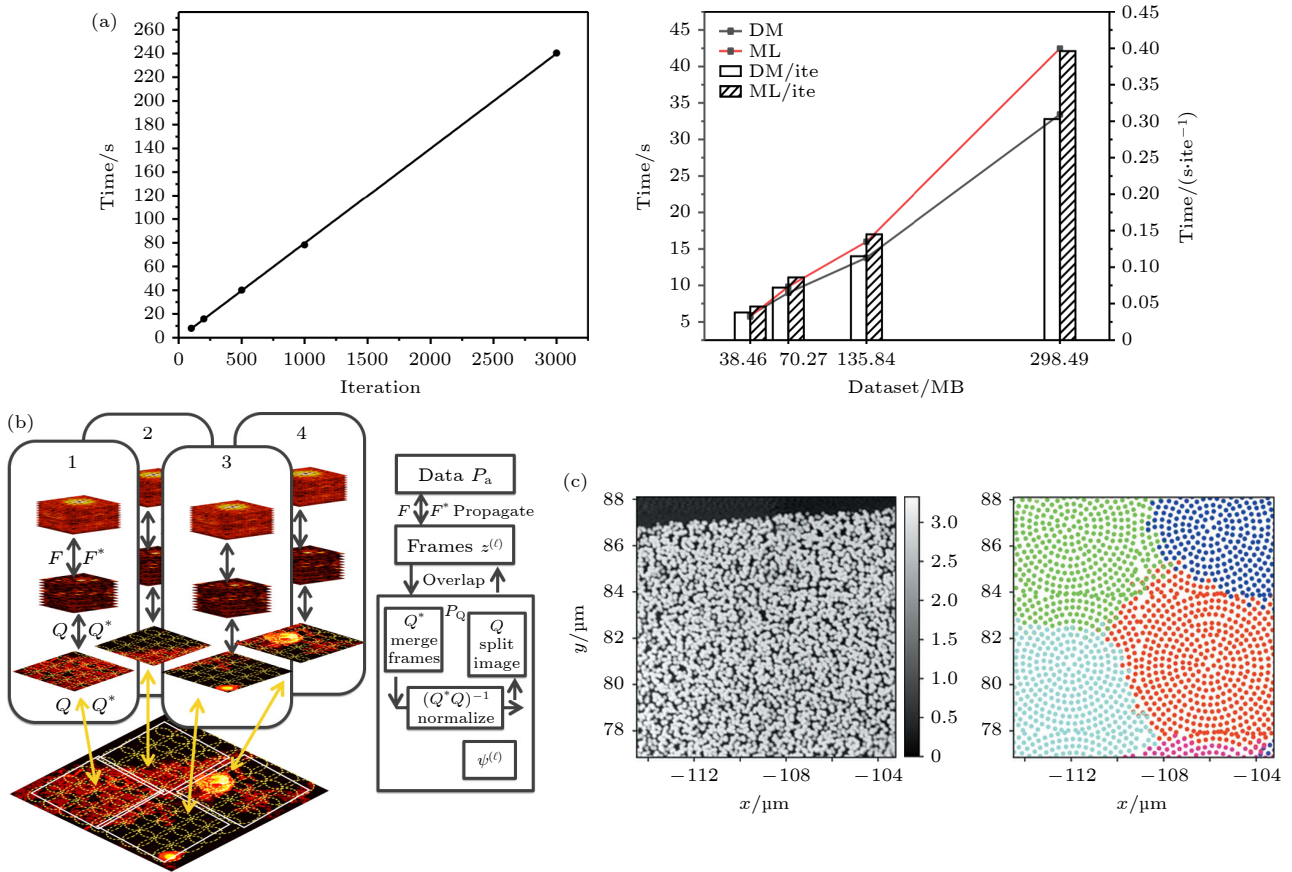 (a)
260
240
220
200
180
160
160
120
100
80
60
40
20
0
Time/s
0
500
1000
1500
2000
2500
3000
Iteration
DM
ML
DM/ite
ML/ite
45
40
35
30
25
20
15
10
5
Time/s
0.45
0.40
0.35
0.30
0.25
0.20
0.15
0.10
0.05
0
Time/(s·ite⁻¹)
38.46
70.27
135.84
298.49
Dataset/MB
(b)
1
2
3
4
F F*
Q Q*
Q Q*
Data Pa
F F* Propagate
Frames z⁽ℓ⁾
Overlap
PQ
Q*
merge
frames
Q
split
image
(Q*Q)⁻¹
normalize
ψ⁽ℓ⁾
(c)
88
86
84
82
80
78
y/μm
−112
−108
−104
x/μm
3.0
2.5
2.0
1.5
1.0
0.5
0
88
86
84
82
80
78
−112
−108
−104
x/μm